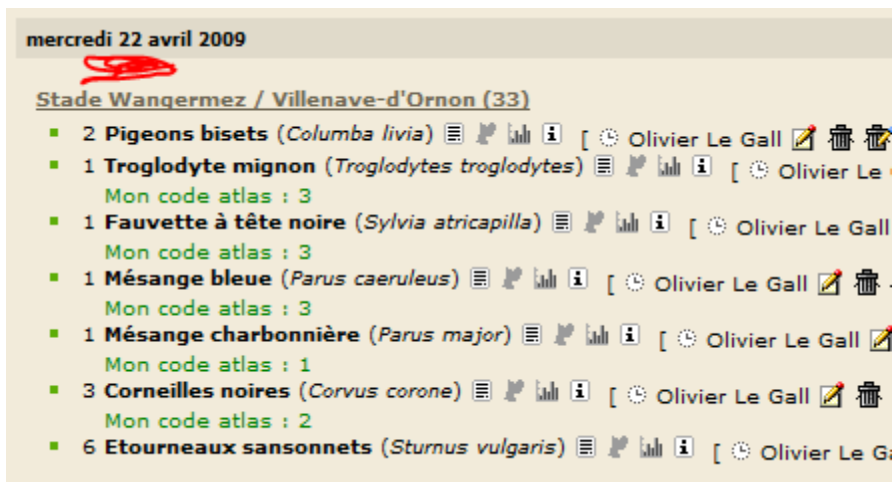 mercredi 22 avril 2009
Stade Wangermez / Villenave-d'Ornon (33)
2 Pigeons bisets (Columba livia) [ Olivier Le Gall
1 Troglodyte mignon (Troglodytes troglodytes) [ Olivier Le
Mon code atlas : 3
1 Fauvette à tête noire (Sylvia atricapilla) [ Olivier Le Gall
Mon code atlas : 3
1 Mésange bleue (Parus caeruleus) [ Olivier Le Gall
Mon code atlas : 3
1 Mésange charbonnière (Parus major) [ Olivier Le Gall
Mon code atlas : 1
3 Corneilles noires (Corvus corone) [ Olivier Le Gall
Mon code atlas : 2
6 Etourneaux sansonnets (Sturnus vulgaris) [ Olivier Le